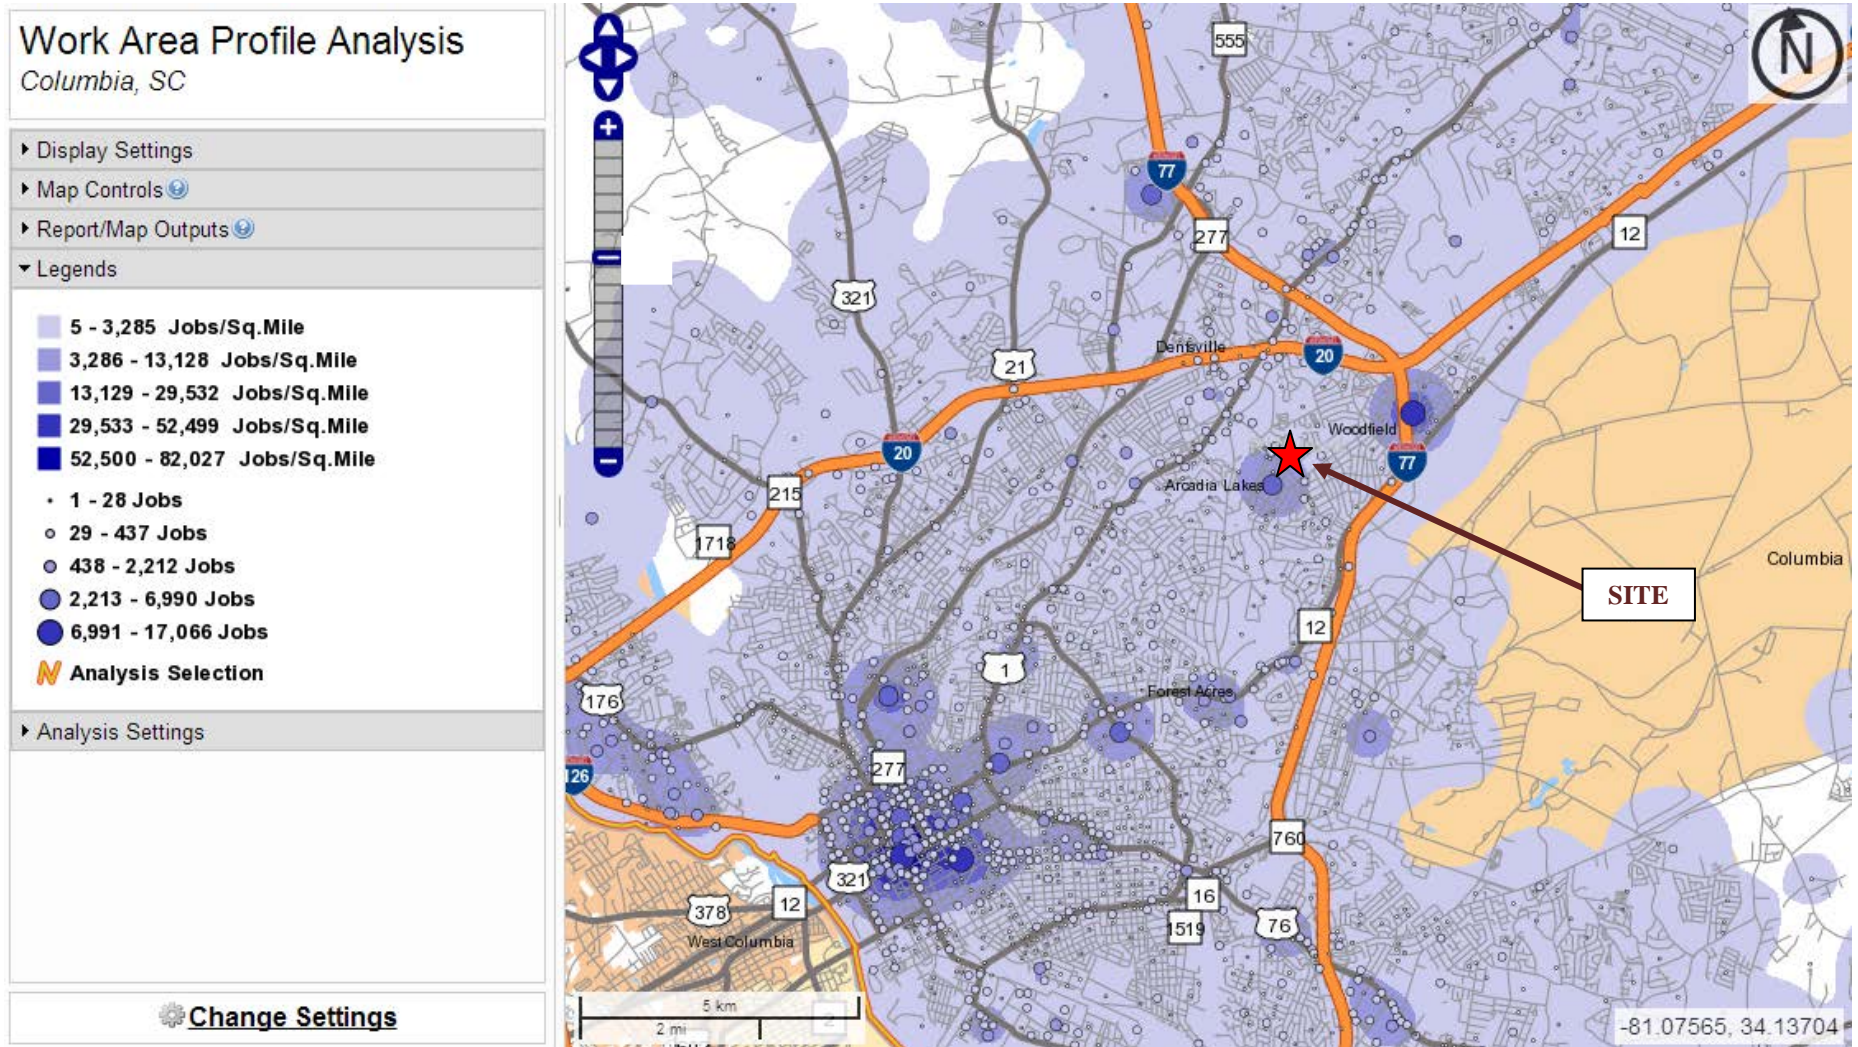 Work Area Profile Analysis
Columbia, SC
Display Settings
Map Controls
Report/Map Outputs
Legends
5 - 3,285 Jobs/Sq.Mile
3,286 - 13,128 Jobs/Sq.Mile
13,129 - 29,532 Jobs/Sq.Mile
29,533 - 52,499 Jobs/Sq.Mile
52,500 - 82,027 Jobs/Sq.Mile
1 - 28 Jobs
29 - 437 Jobs
438 - 2,212 Jobs
2,213 - 6,990 Jobs
6,991 - 17,066 Jobs
Analysis Selection
Analysis Settings
Change Settings
N
555
77
277
12
321
Dentsville
20
21
Woodfield
20
77
215
Arcadia Lakes
1718
Columbia
SITE
12
1
176
Forest Acres
277
126
760
321
16
378
12
76
1519
West Columbia
5 km
2 mi
2
-81.07565, 34.13704